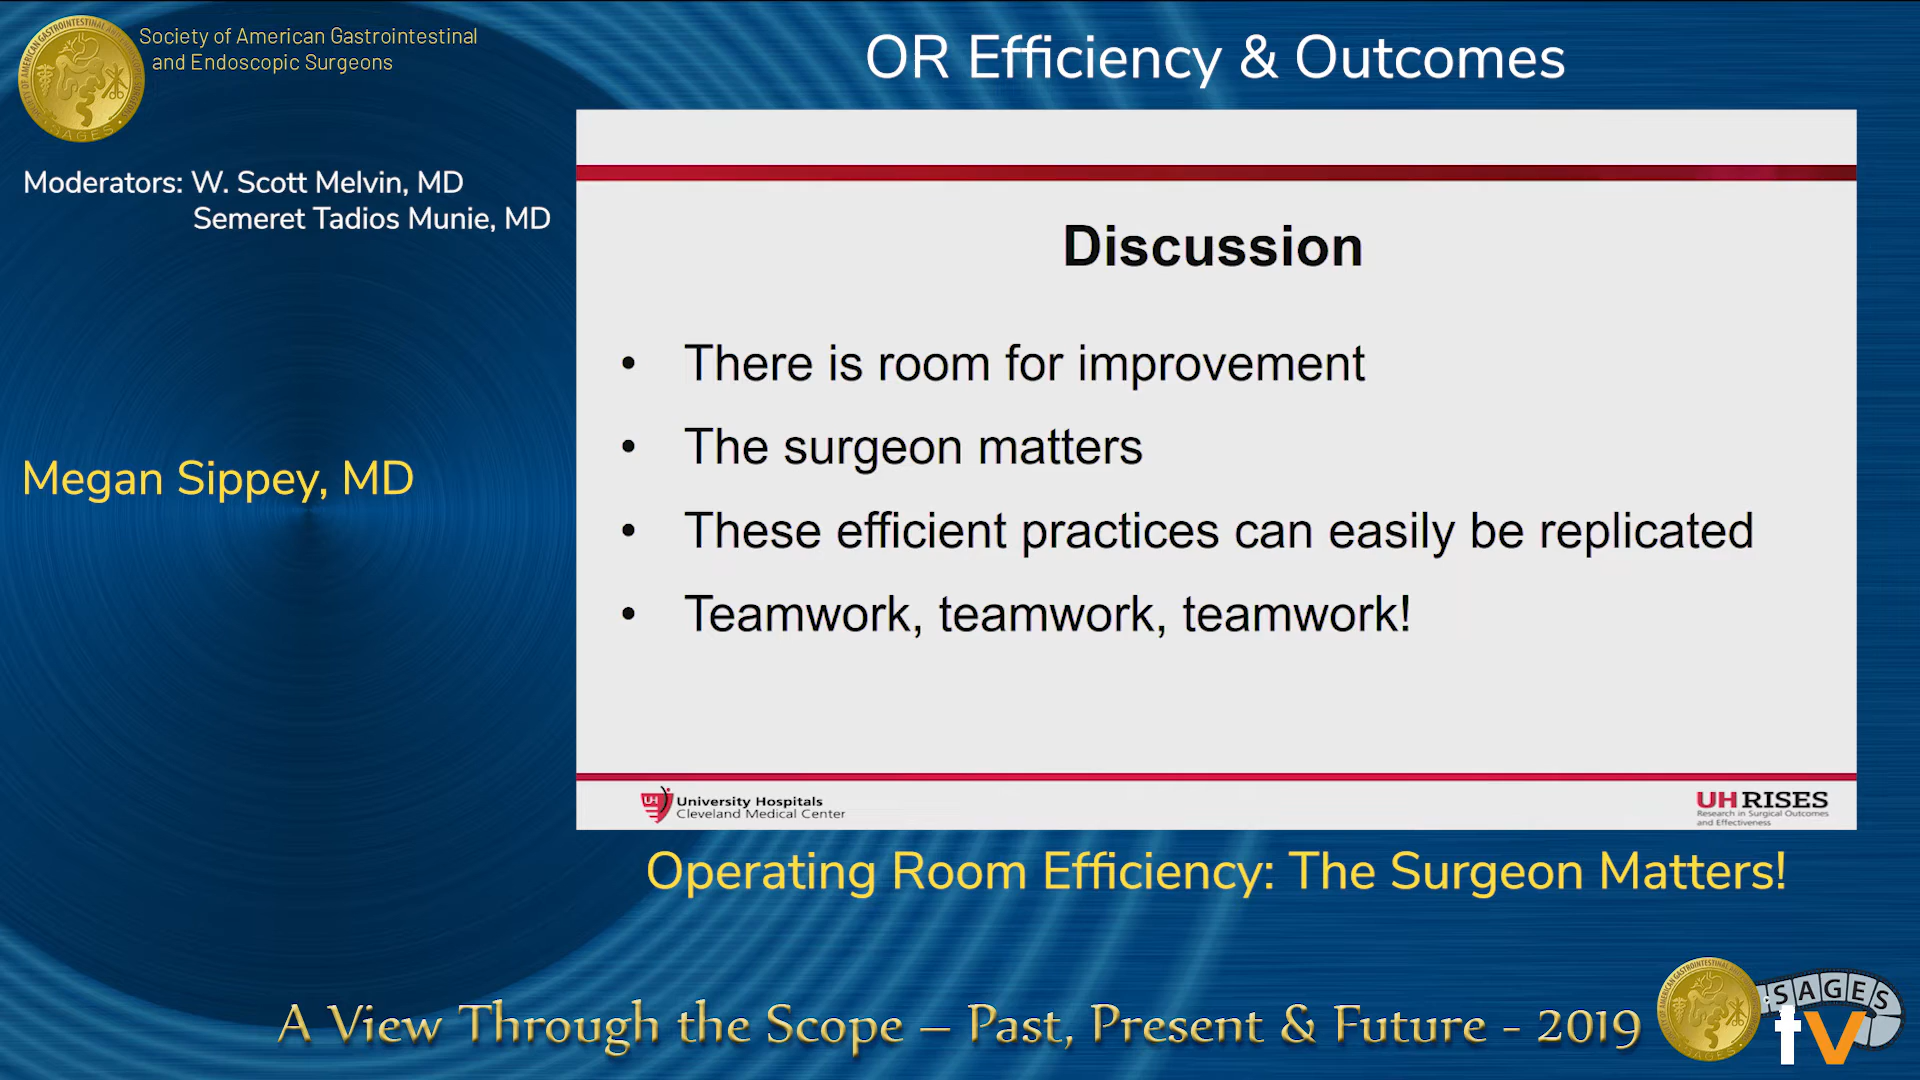 Society of American Gastrointestinal
and Endoscopic Surgeons
OR Efficiency & Outcomes
Moderators: W. Scott Melvin, MD
Semeret Tadios Munie, MD
Megan Sippey, MD
Discussion
• There is room for improvement
• The surgeon matters
• These efficient practices can easily be replicated
• Teamwork, teamwork, teamwork!
UH University Hospitals
Cleveland Medical Center
UH RISES
Research in Surgical Outcomes
and Effectiveness
Operating Room Efficiency: The Surgeon Matters!
A View Through the Scope – Past, Present & Future - 2019
SAGES
tv